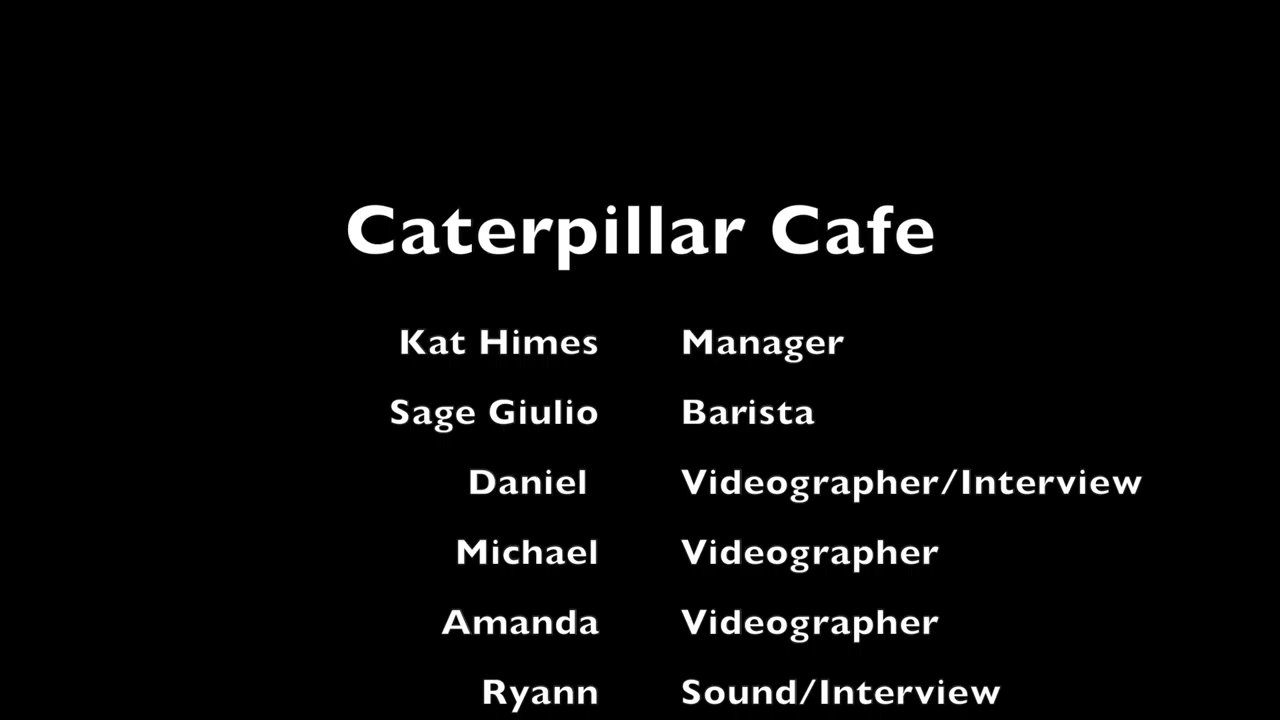 Caterpillar Cafe
Kat Himes Manager
Sage Giulio Barista
Daniel Videographer/Interview
Michael Videographer
Amanda Videographer
Ryann Sound/Interview